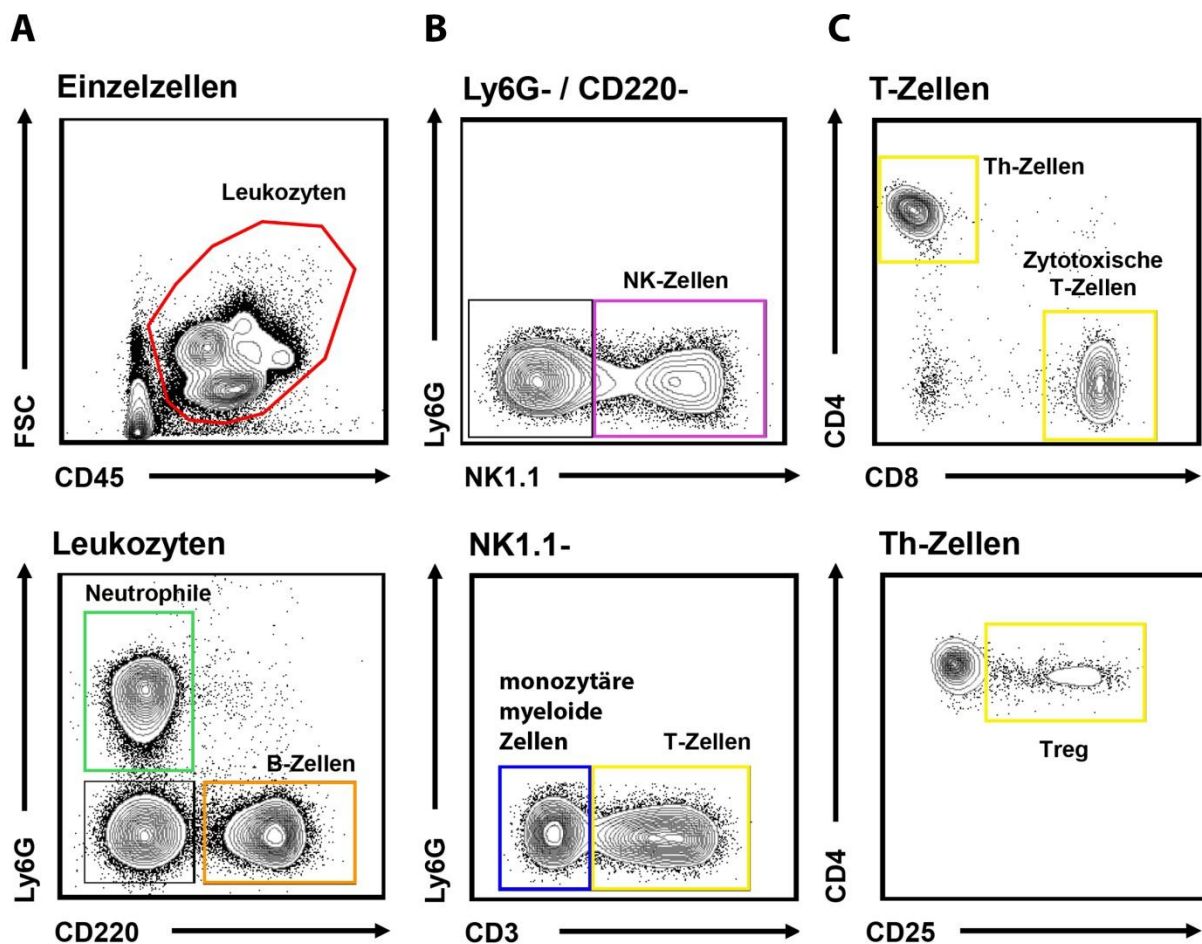 A
Einzelzellen
Leukozyten
FSC
CD45
Leukozyten
Neutrophile
B-Zellen
Ly6G
CD220
B
Ly6G- / CD220-
NK-Zellen
Ly6G
NK1.1
NK1.1-
monozytäre
myeloide
Zellen
T-Zellen
Ly6G
CD3
C
T-Zellen
Th-Zellen
Zytotoxische
T-Zellen
CD4
CD8
Th-Zellen
Treg
CD4
CD25